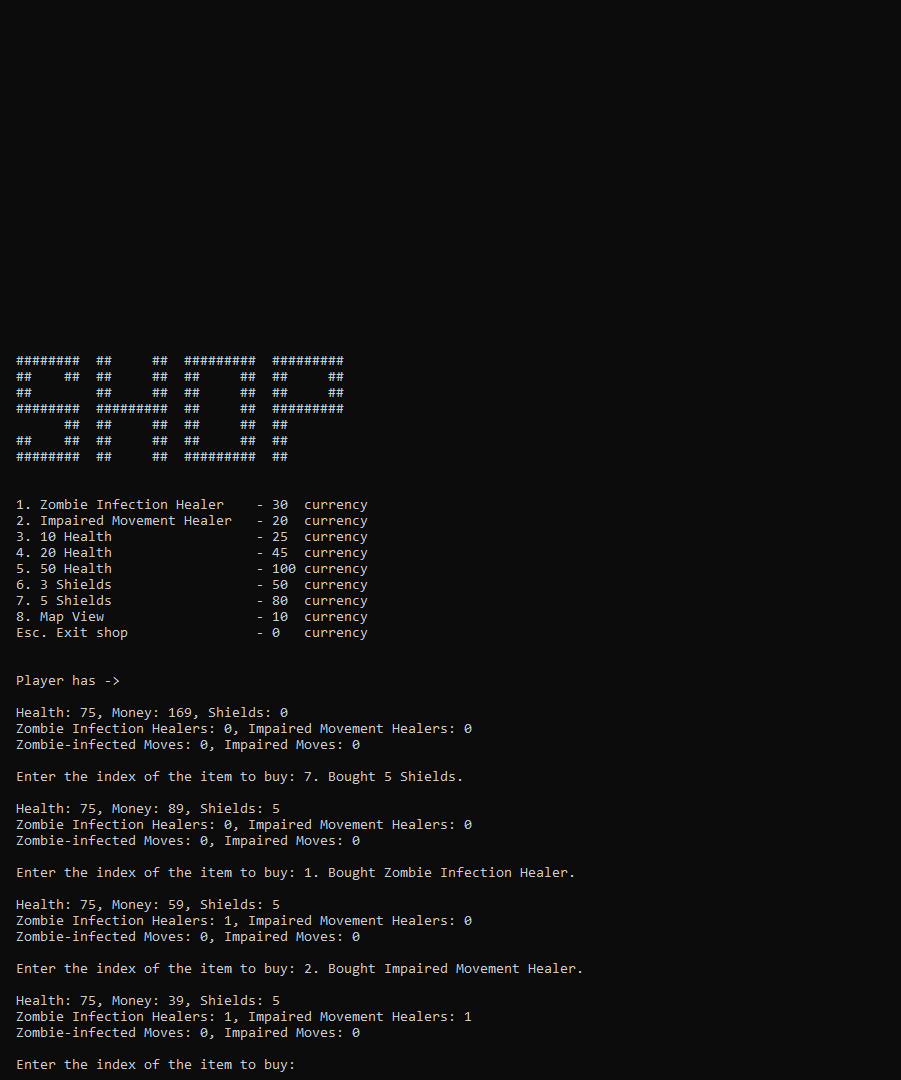 ########  ##     ##  #########  #########
##    ##  ##     ##  ##     ##  ##     ##
##        ##     ##  ##     ##  ##     ##
########  #########  ##     ##  #########
      ##  ##     ##  ##     ##  ##
##    ##  ##     ##  ##     ##  ##
########  ##     ##  #########  ##
1. Zombie Infection Healer    - 30  currency
2. Impaired Movement Healer   - 20  currency
3. 10 Health                  - 25  currency
4. 20 Health                  - 45  currency
5. 50 Health                  - 100 currency
6. 3 Shields                  - 50  currency
7. 5 Shields                  - 80  currency
8. Map View                   - 10  currency
Esc. Exit shop                - 0   currency
Player has ->
Health: 75, Money: 169, Shields: 0
Zombie Infection Healers: 0, Impaired Movement Healers: 0
Zombie-infected Moves: 0, Impaired Moves: 0
Enter the index of the item to buy: 7. Bought 5 Shields.
Health: 75, Money: 89, Shields: 5
Zombie Infection Healers: 0, Impaired Movement Healers: 0
Zombie-infected Moves: 0, Impaired Moves: 0
Enter the index of the item to buy: 1. Bought Zombie Infection Healer.
Health: 75, Money: 59, Shields: 5
Zombie Infection Healers: 1, Impaired Movement Healers: 0
Zombie-infected Moves: 0, Impaired Moves: 0
Enter the index of the item to buy: 2. Bought Impaired Movement Healer.
Health: 75, Money: 39, Shields: 5
Zombie Infection Healers: 1, Impaired Movement Healers: 1
Zombie-infected Moves: 0, Impaired Moves: 0
Enter the index of the item to buy: